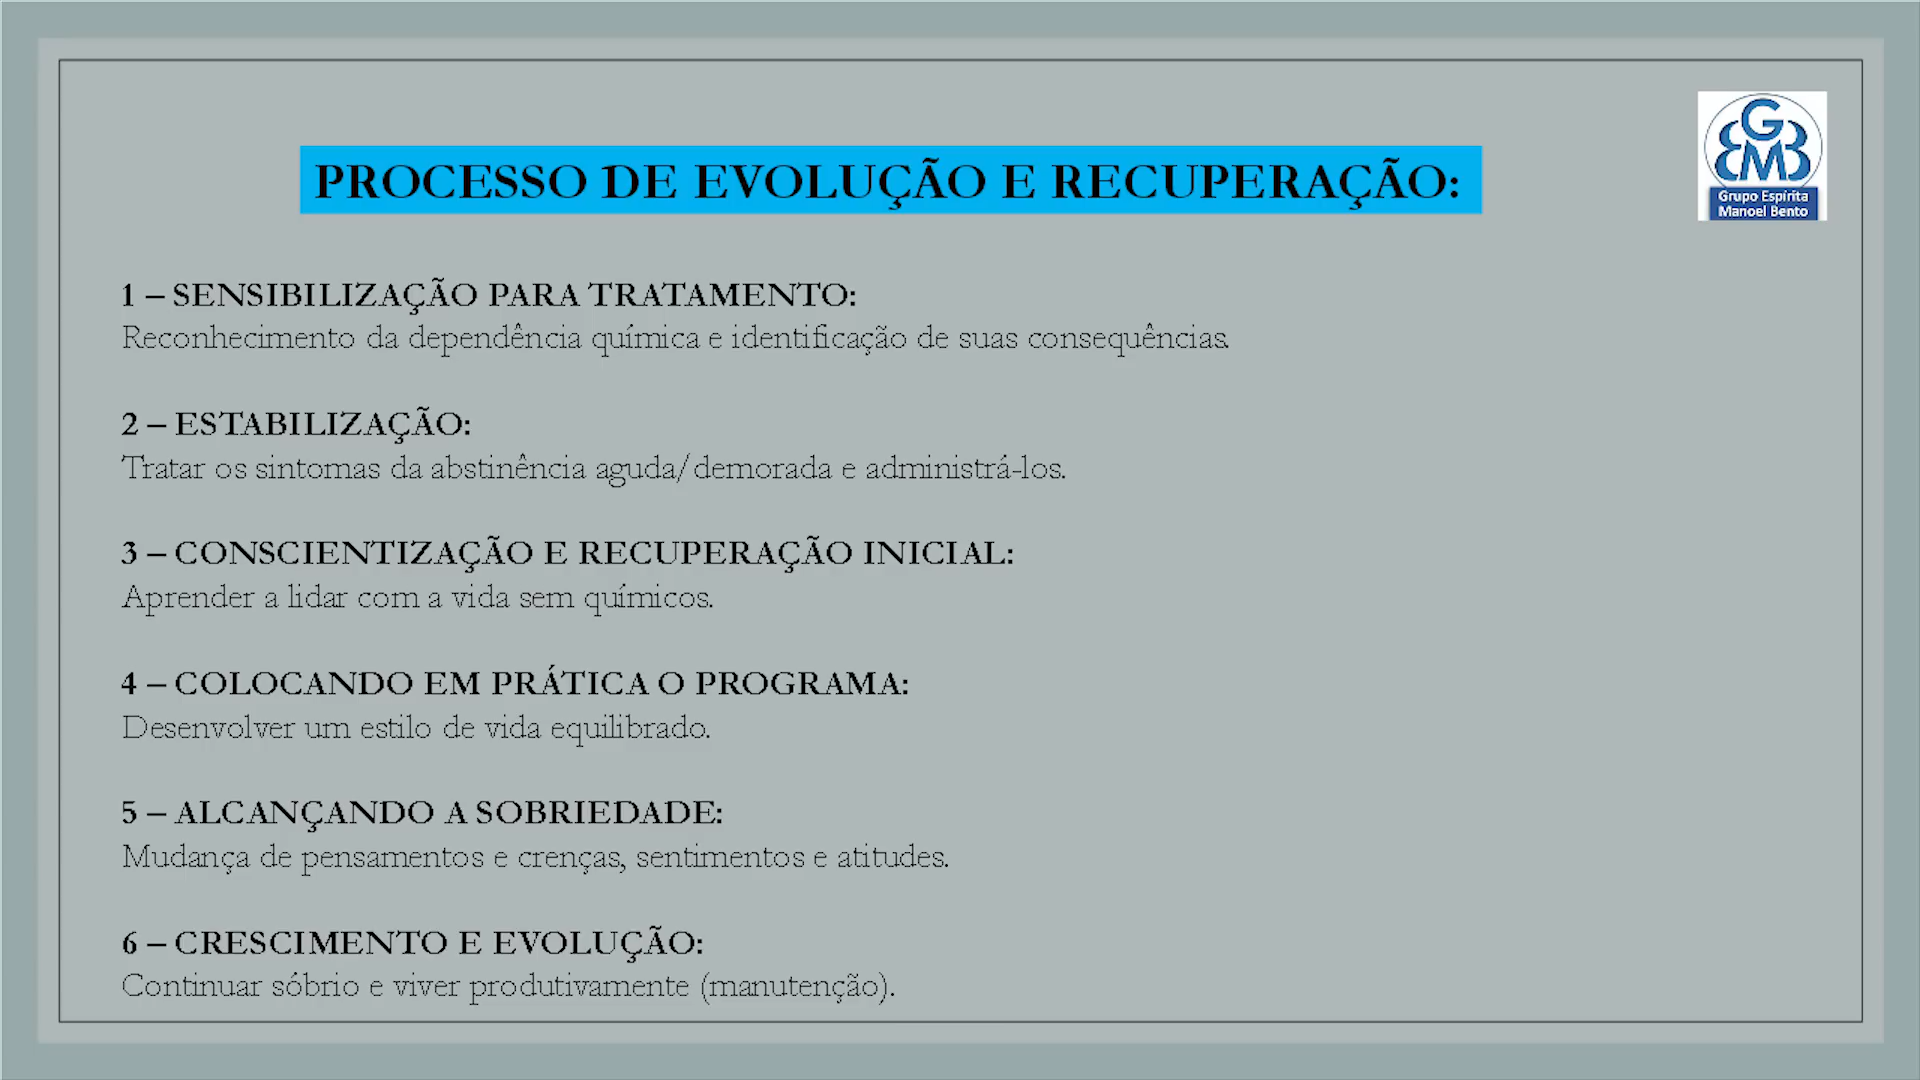 PROCESSO DE EVOLUÇÃO E RECUPERAÇÃO:
GEMB
Grupo Espírita
Manoel Bento
1 – SENSIBILIZAÇÃO PARA TRATAMENTO:
Reconhecimento da dependência química e identificação de suas consequências.
2 – ESTABILIZAÇÃO:
Tratar os sintomas da abstinência aguda/demorada e administrá-los.
3 – CONSCIENTIZAÇÃO E RECUPERAÇÃO INICIAL:
Aprender a lidar com a vida sem químicos.
4 – COLOCANDO EM PRÁTICA O PROGRAMA:
Desenvolver um estilo de vida equilibrado.
5 – ALCANÇANDO A SOBRIEDADE:
Mudança de pensamentos e crenças, sentimentos e atitudes.
6 – CRESCIMENTO E EVOLUÇÃO:
Continuar sóbrio e viver produtivamente (manutenção).